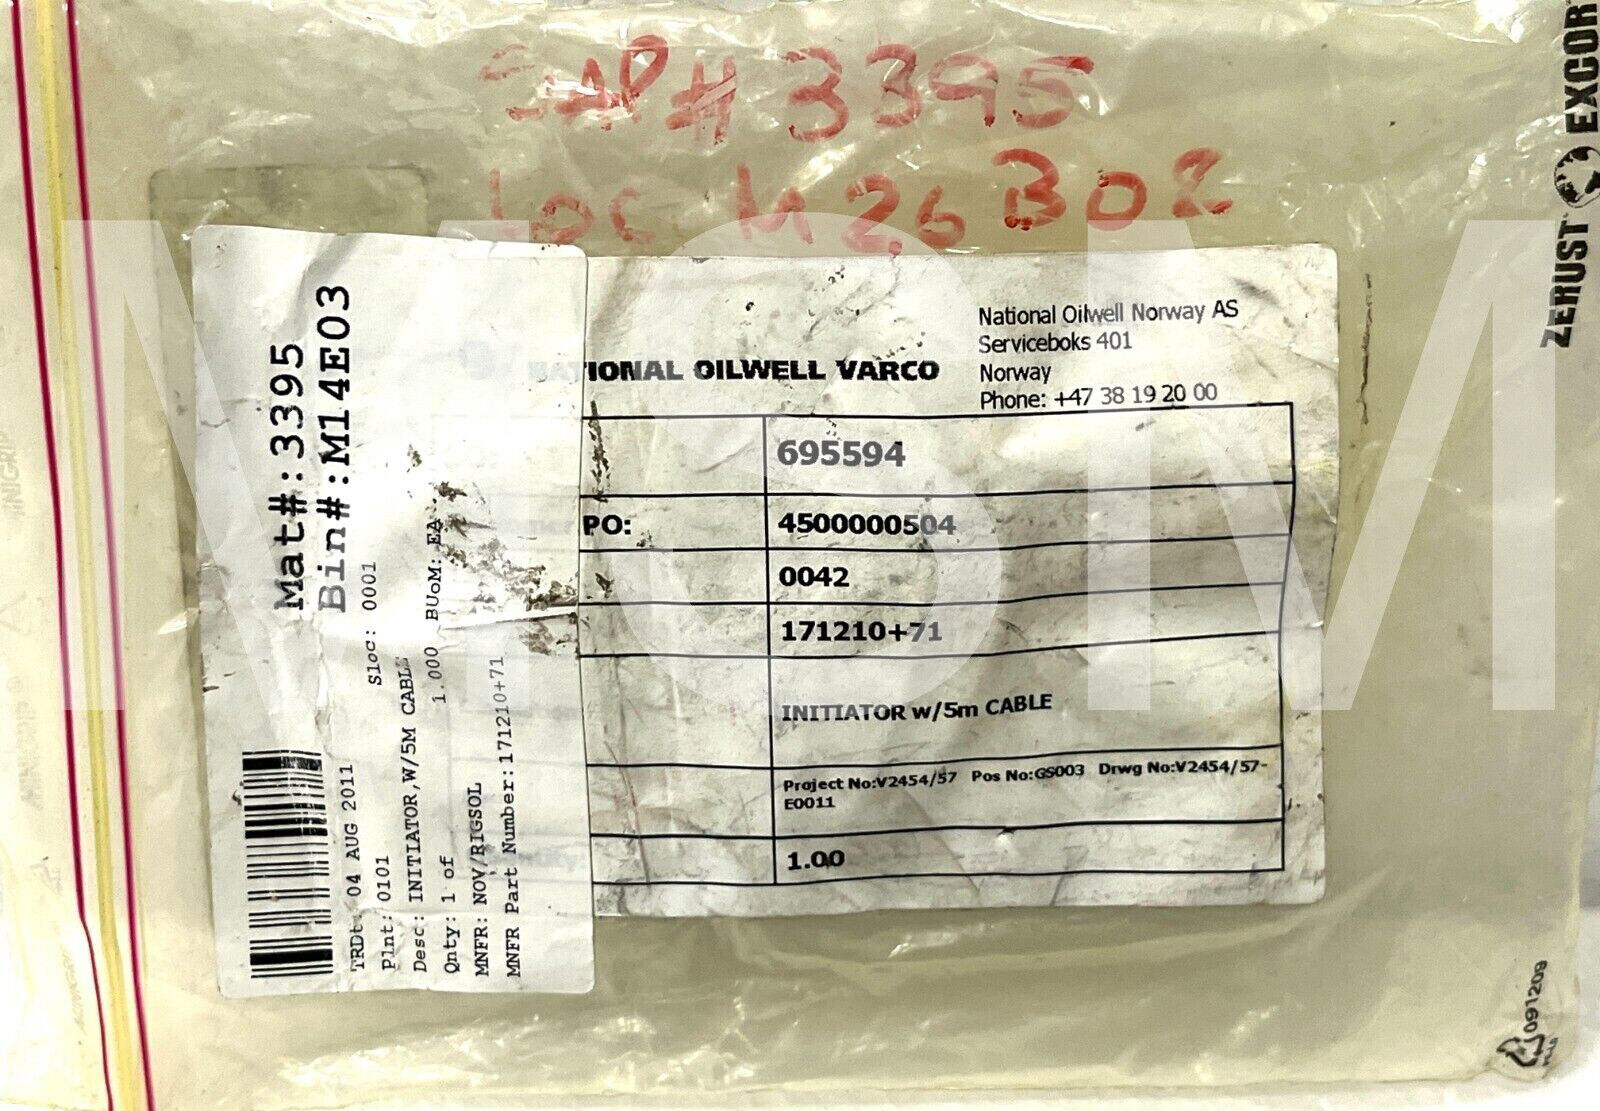 SAP# 3395
LOC M26B02
Mat#:3395
Bin#:M14E03
Sloc: 0001
TRDt: 04 AUG 2011
Plnt: 0101
Desc: INITIATOR,W/5M CABLE
Qnty: 1 of 1.000 BUoM: EA
MNFR: NOV/RIGSOL
MNFR Part Number:171210+71
NATIONAL OILWELL VARCO
National Oilwell Norway AS
Serviceboks 401
Norway
Phone: +47 38 19 20 00
695594
PO: 4500000504
0042
171210+71
INITIATOR w/5m CABLE
Project No:V2454/57 Pos No:GS003 Drwg No:V2454/57-
E0011
1.00
ZERUST EXCOR
MINIGRIP
091209
MSM